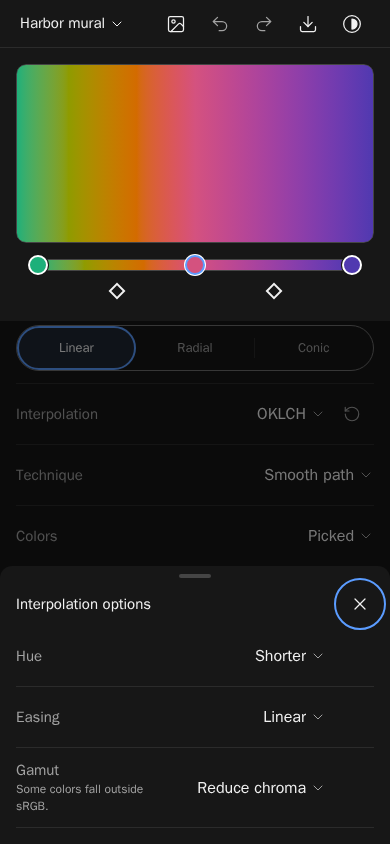 Harbor mural
Linear
Radial
Conic
Interpolation
OKLCH
Technique
Smooth path
Colors
Picked
Interpolation options
Hue
Shorter
Easing
Linear
Gamut
Some colors fall outside
sRGB.
Reduce chroma